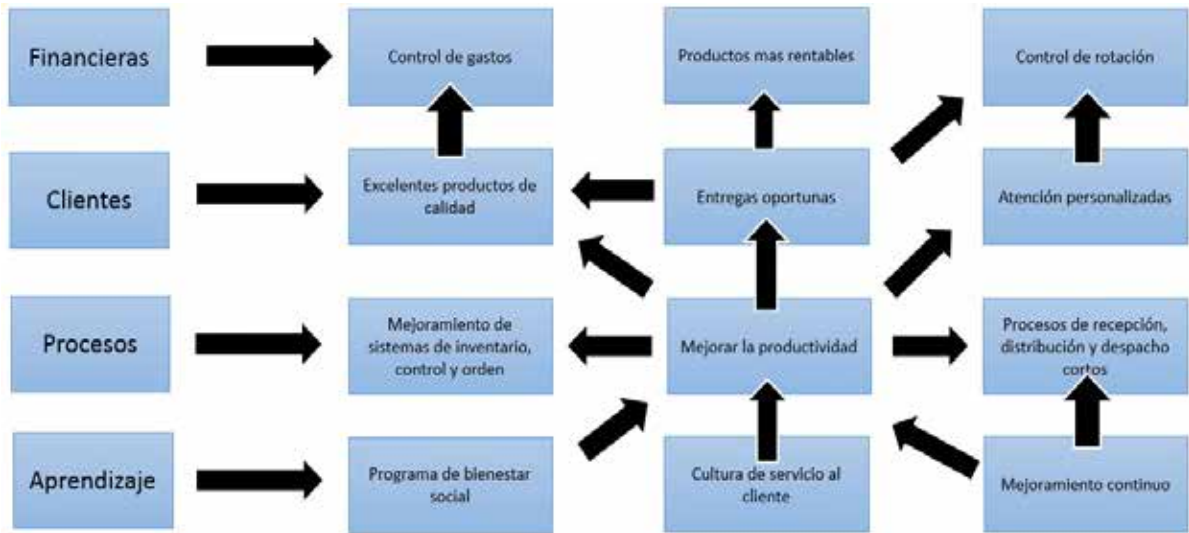 Financieras
Control de gastos
Productos mas rentables
Control de rotación
Clientes
Excelentes productos de
calidad
Entregas oportunas
Atención personalizadas
Procesos
Mejoramiento de
sistemas de inventario,
control y orden
Mejorar la productividad
Procesos de recepción,
distribución y despacho
cortos
Aprendizaje
Programa de bienestar
social
Cultura de servicio al
cliente
Mejoramiento continuo